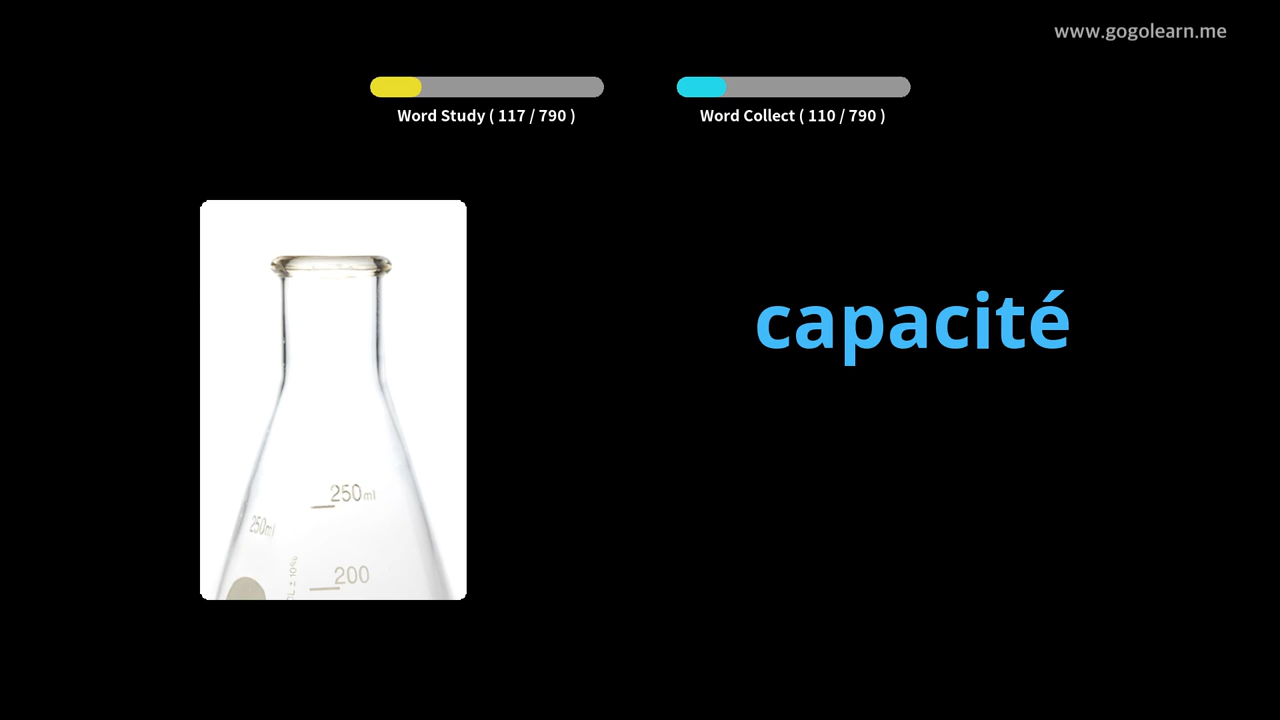 www.gogolearn.me
Word Study ( 117 / 790 )
Word Collect ( 110 / 790 )
capacité
250ml
250ml
200